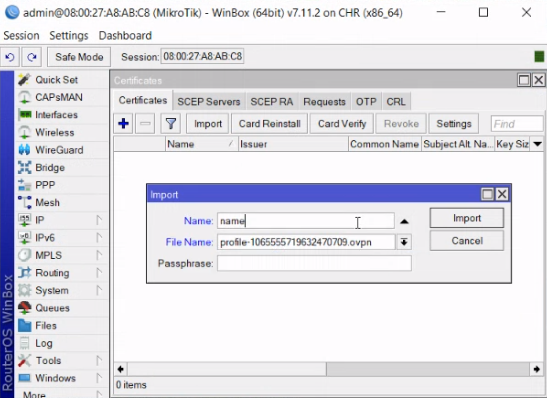 admin@08:00:27:A8:AB:C8 (MikroTik) - WinBox (64bit) v7.11.2 on CHR (x86_64)
Session Settings Dashboard
Safe Mode Session: 08:00:27:A8:AB:C8
Quick Set
CAPsMAN
Interfaces
Wireless
WireGuard
Bridge
PPP
Mesh
IP
IPv6
MPLS
Routing
System
Queues
Files
Log
Tools
Windows
More
RouterOS WinBox
Certificates
Certificates SCEP Servers SCEP RA Requests OTP CRL
Import Card Reinstall Card Verify Revoke Settings Find
Name / Issuer Common Name Subject Alt. Na... Key Siz
Import
Name: name Import
File Name: profile-1065555719632470709.ovpn Cancel
Passphrase:
0 items